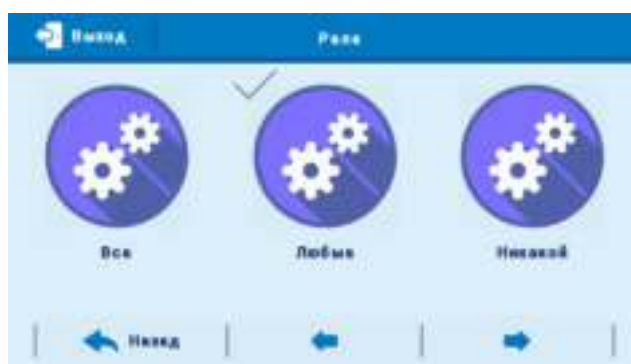 Выход
Реле
Все
Любые
Никакой
Назад